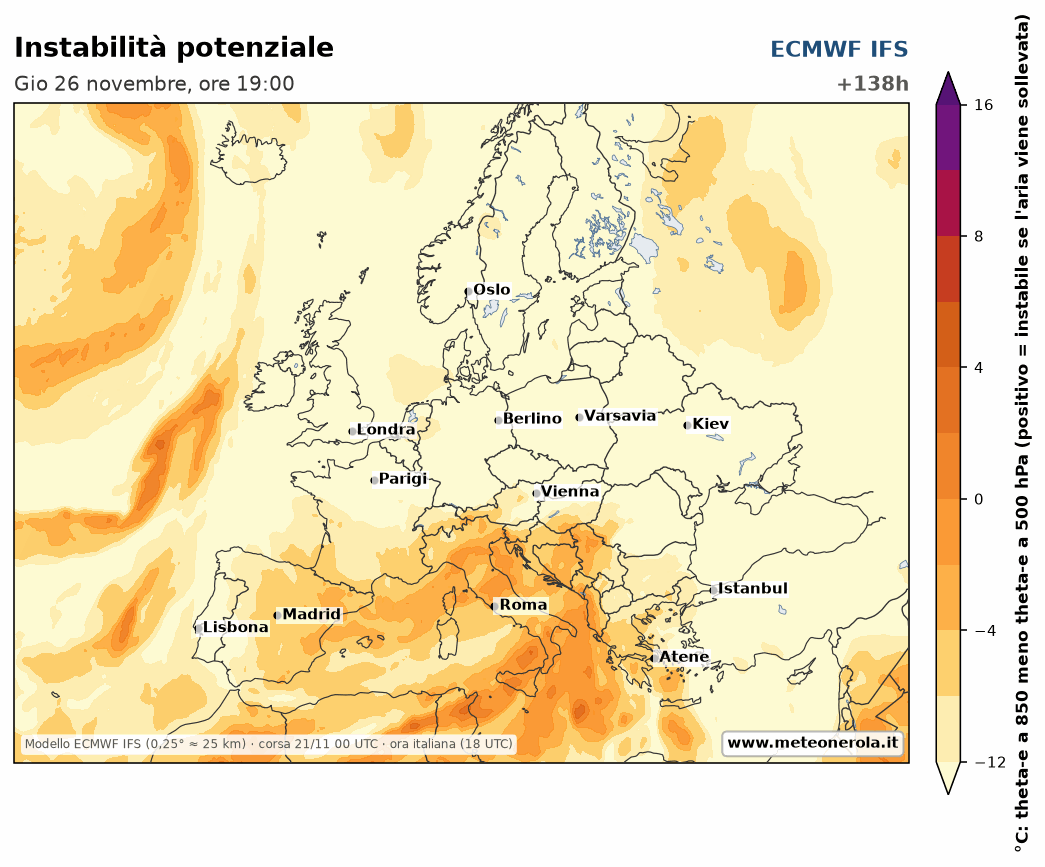 Instabilità potenziale
ECMWF IFS
Gio 26 novembre, ore 19:00
+138h
Oslo
Londra
Berlino
Varsavia
Kiev
Parigi
Vienna
Istanbul
Roma
Madrid
Lisbona
Atene
Modello ECMWF IFS (0,25° ≈ 25 km) · corsa 21/11 00 UTC · ora italiana (18 UTC)
www.meteonerola.it
16
8
4
0
−4
−12
°C: theta-e a 850 meno theta-e a 500 hPa (positivo = instabile se l'aria viene sollevata)